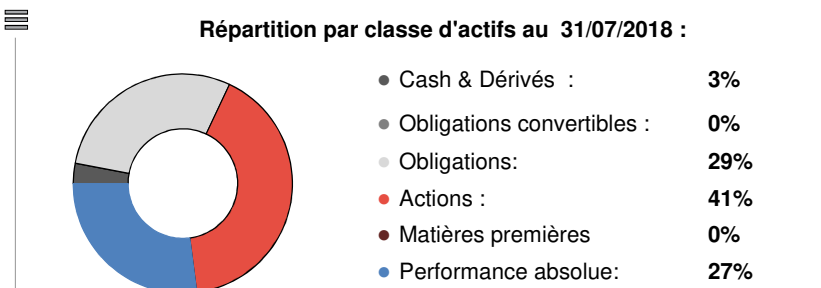 Répartition par classe d'actifs au 31/07/2018 :
Cash & Dérivés : 3%
Obligations convertibles : 0%
Obligations: 29%
Actions : 41%
Matières premières 0%
Performance absolue: 27%